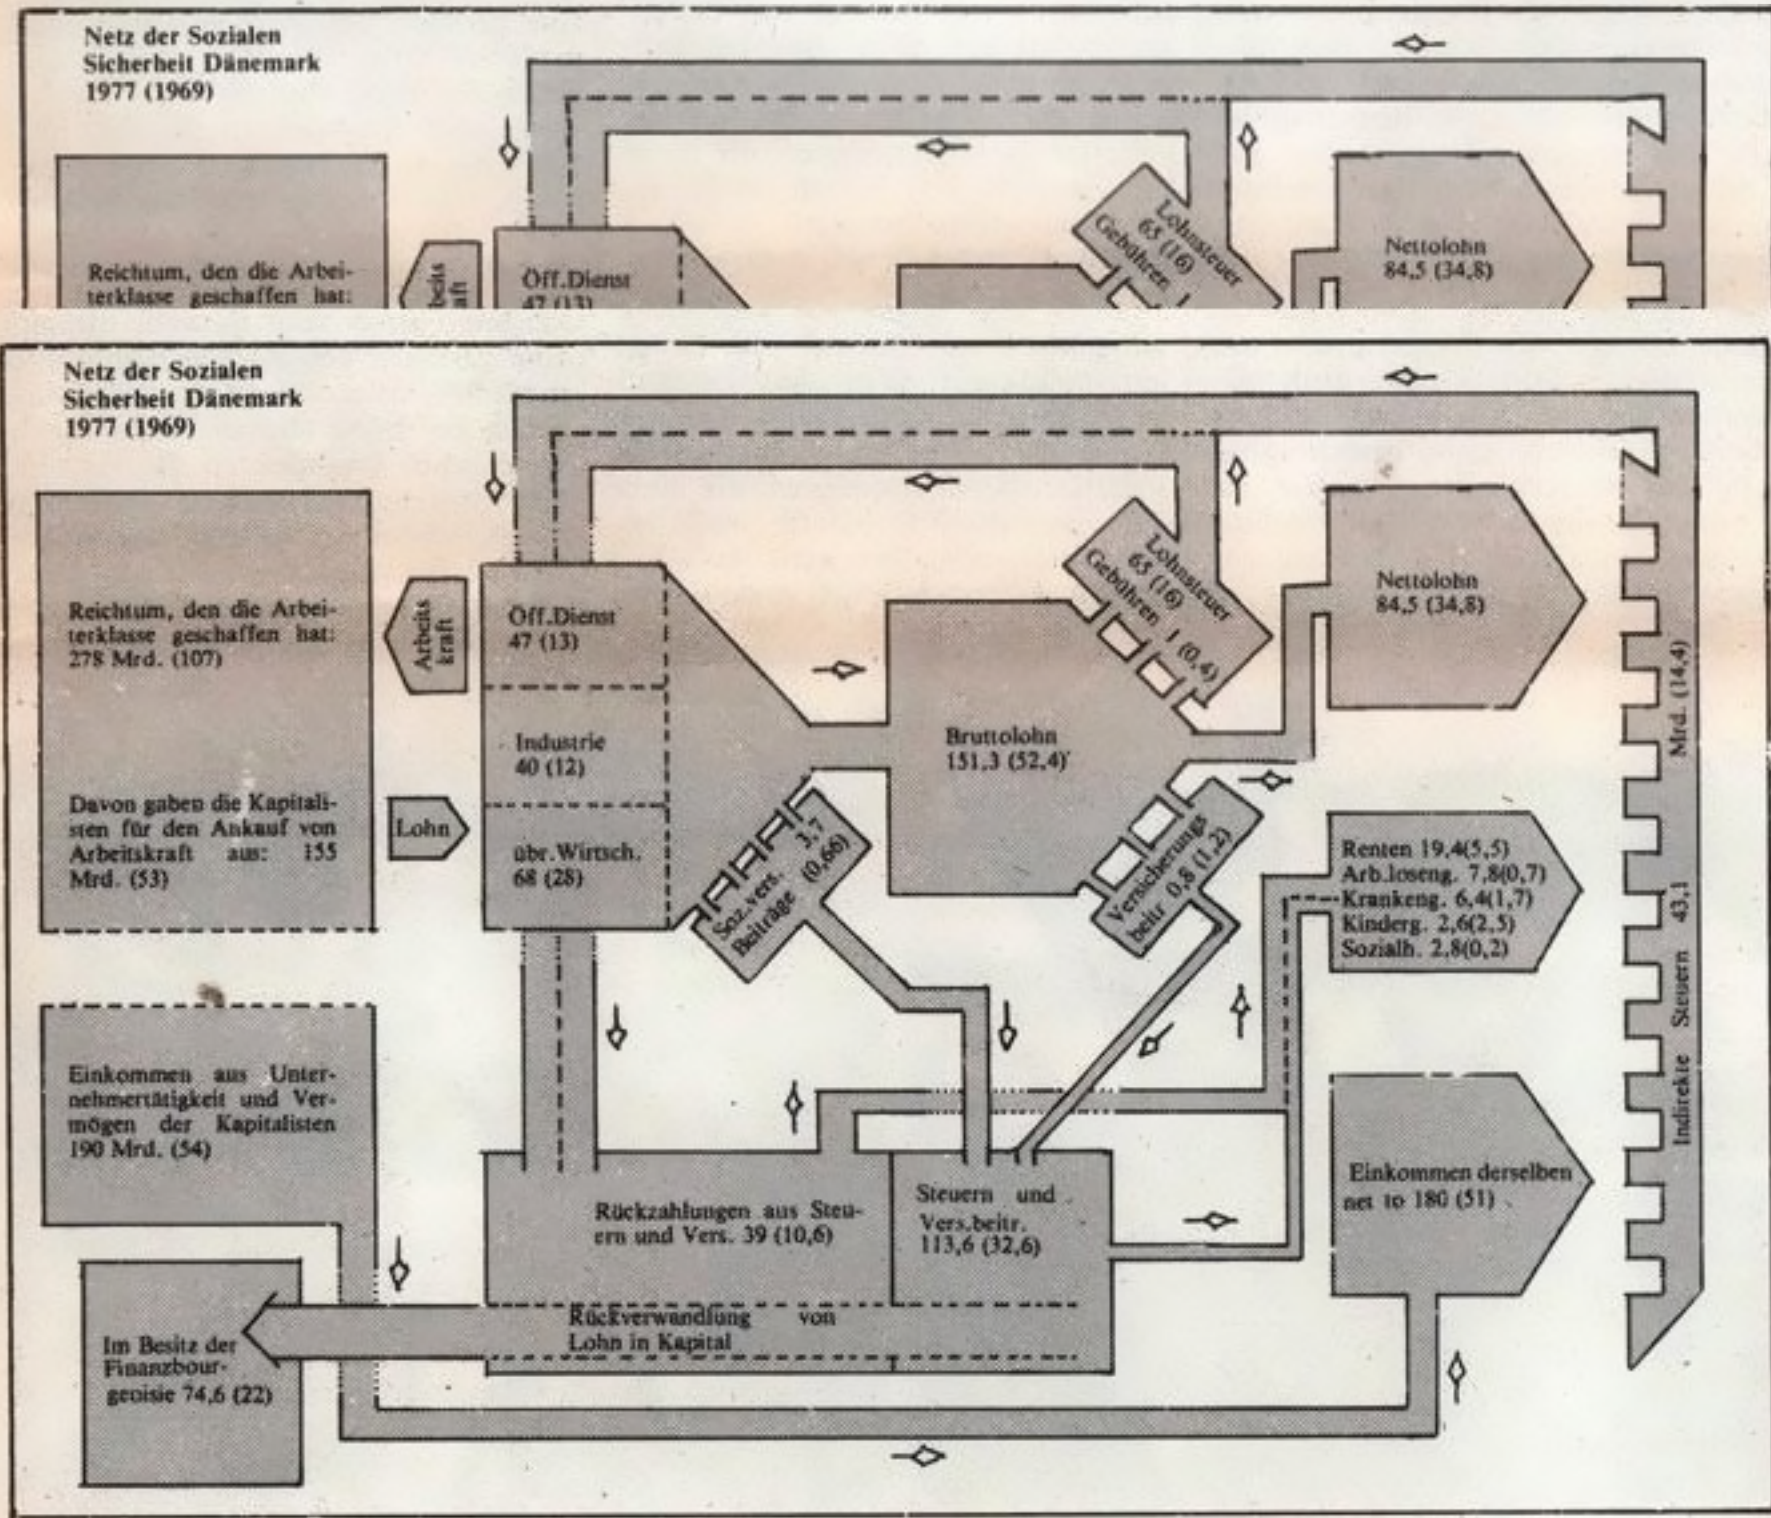 Netz der Sozialen
Sicherheit Dänemark
1977 (1969)
Reichtum, den die Arbei-
terklasse geschaffen hat:
Öff.Dienst
47 (13)
Lohnsteuer
65 (16)
Gebühren
Nettolohn
84,5 (34,8)
Netz der Sozialen
Sicherheit Dänemark
1977 (1969)
Reichtum, den die Arbei-
terklasse geschaffen hat:
278 Mrd. (107)
Davon gaben die Kapitali-
sten für den Ankauf von
Arbeitskraft aus: 155
Mrd. (53)
Arbeits
kraft
Lohn
Öff.Dienst
47 (13)
Industrie
40 (12)
übr.Wirtsch.
68 (28)
Soz.vers. 3,7
Beiträge (0,66)
Bruttolohn
151,3 (52,4)
Lohnsteuer
65 (16)
Gebühren 1 (0,4)
Versicherungs
beitr 0,8 (1,2)
Nettolohn
84,5 (34,8)
Renten 19,4(5,5)
Arb.loseng. 7,8(0,7)
Krankeng. 6,4(1,7)
Kinderg. 2,6(2,5)
Sozialh. 2,8(0,2)
Indirekte Steuern 43,1 Mrd. (14,4)
Einkommen aus Unter-
nehmertätigkeit und Ver-
mögen der Kapitalisten
190 Mrd. (54)
Rückzahlungen aus Steu-
ern und Vers. 39 (10,6)
Steuern und
Vers.beitr.
113,6 (32,6)
Einkommen derselben
net to 180 (51)
Rückverwandlung von
Lohn in Kapital
Im Besitz der
Finanzbour-
geoisie 74,6 (22)